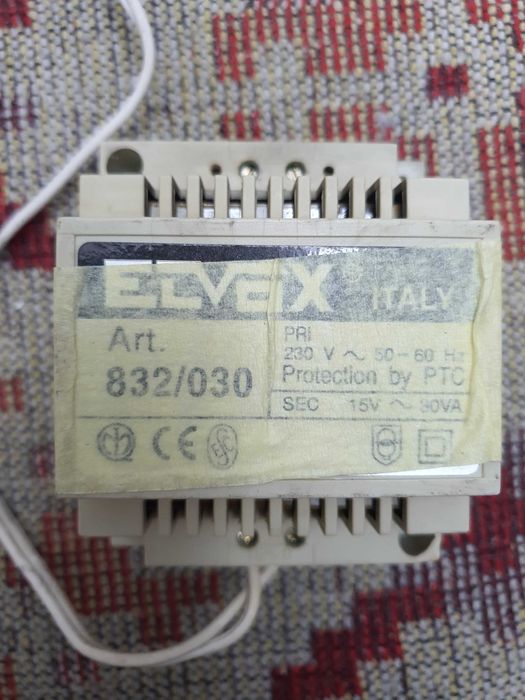 ELVOX® ITALY
Art.
832/030
PRI
230 V ~ 50-60 Hz
Protection by PTC
SEC 15V ~ 30VA
CE